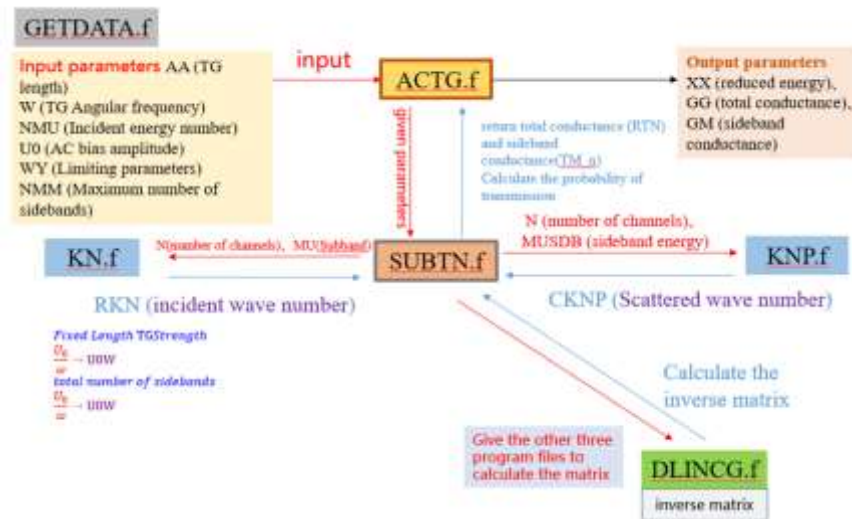 GETDATA.f
Input parameters AA (TG
length)
W (TG Angular frequency)
NMU (Incident energy number)
U0 (AC bias amplitude)
WY (Limiting parameters)
NMM (Maximum number of
sidebands)
input
ACTG.f
Output parameters
XX (reduced energy),
GG (total conductance),
GM (sideband
conductance)
given parameters
return total conductance (RTN)
and sideband
conductance(TM_n)
Calculate the probability of
transmission
KN.f
N(number of channels), MU(Subband)
SUBTN.f
N (number of channels),
MUSDB (sideband energy)
KNP.f
RKN (incident wave number)
CKNP (Scattered wave number)
Fixed Length TGStrength
U₀/w → U0W
total number of sidebands
U₀/w → U0W
Calculate the
inverse matrix
Give the other three
program files to
calculate the matrix
DLINCG.f
inverse matrix